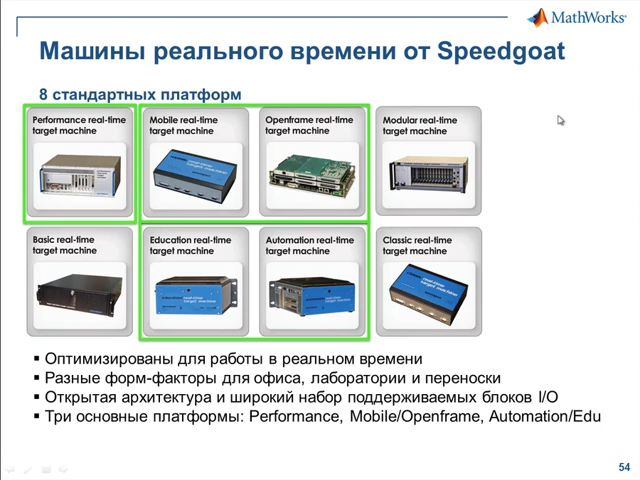 MathWorks
Машины реального времени от Speedgoat
8 стандартных платформ
Performance real-time
target machine
Mobile real-time
target machine
Openframe real-time
target machine
Modular real-time
target machine
Basic real-time
target machine
Education real-time
target machine
Automation real-time
target machine
Classic real-time
target machine
▪ Оптимизированы для работы в реальном времени
▪ Разные форм-факторы для офиса, лаборатории и переноски
▪ Открытая архитектура и широкий набор поддерживаемых блоков I/O
▪ Три основные платформы: Performance, Mobile/Openframe, Automation/Edu
54